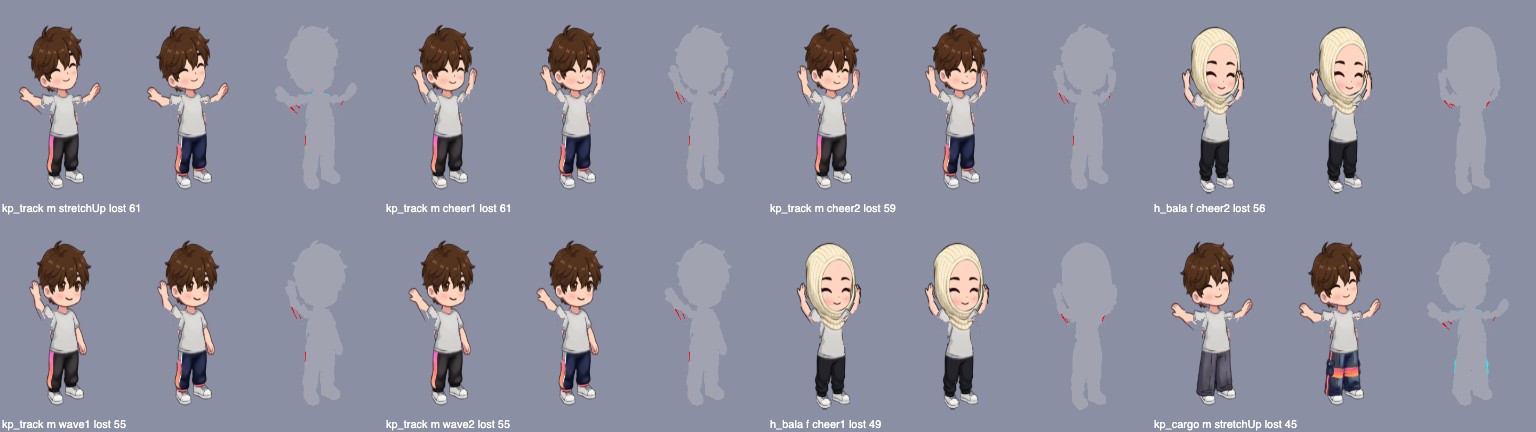 kp_track m stretchUp lost 61
kp_track m cheer1 lost 61
kp_track m cheer2 lost 59
h_bala f cheer2 lost 56
kp_track m wave1 lost 55
kp_track m wave2 lost 55
h_bala f cheer1 lost 49
kp_cargo m stretchUp lost 45